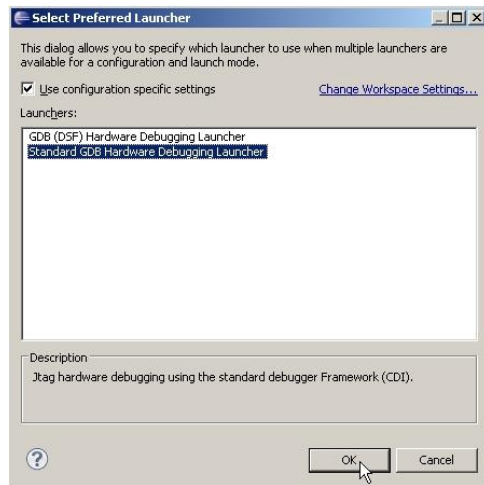 Select Preferred Launcher
This dialog allows you to specify which launcher to use when multiple launchers are
available for a configuration and launch mode.
Use configuration specific settings
Change Workspace Settings...
Launchers:
GDB (DSF) Hardware Debugging Launcher
Standard GDB Hardware Debugging Launcher
Description
Jtag hardware debugging using the standard debugger Framework (CDI).
?
OK
Cancel